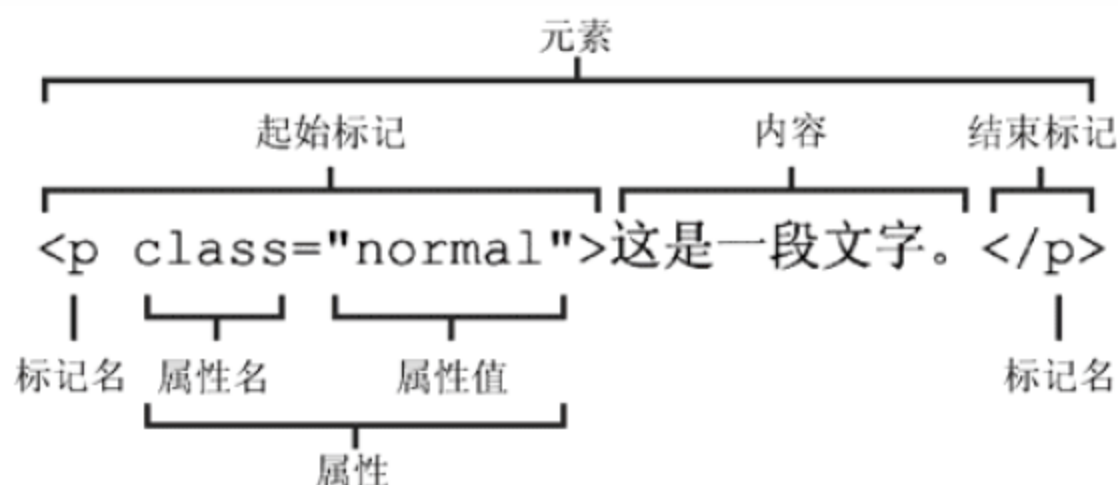 元素
起始标记 内容 结束标记
<p class="normal">这是一段文字。</p>
标记名 属性名 属性值 标记名
属性